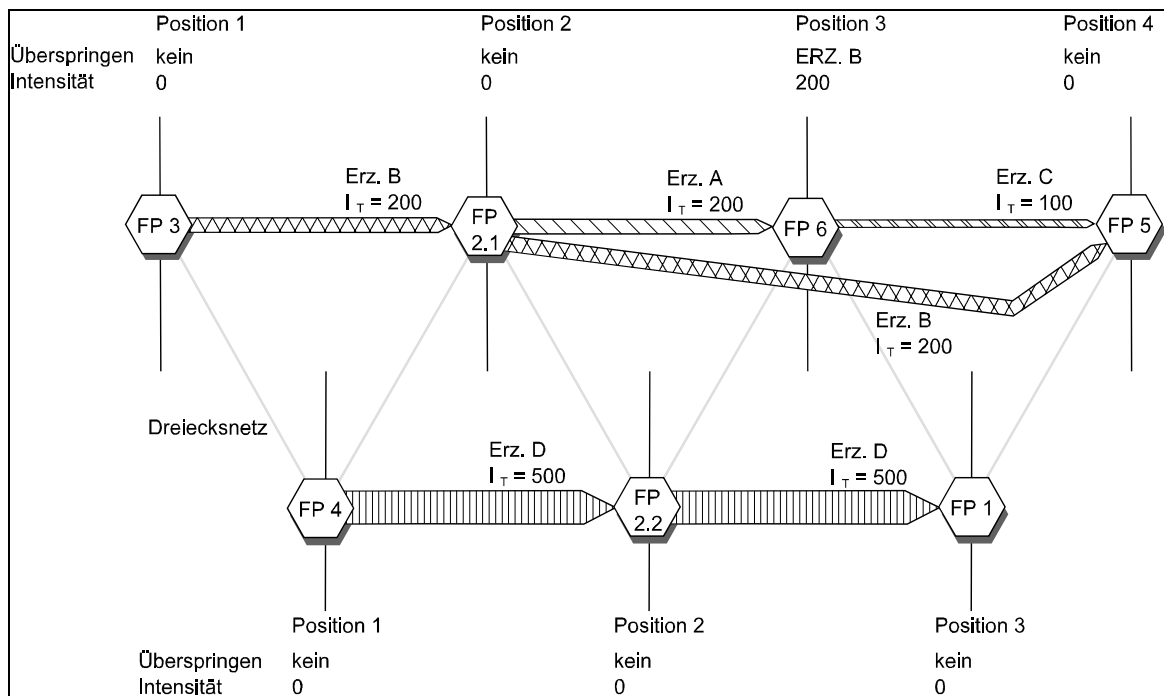 Position 1 Position 2 Position 3 Position 4
Überspringen kein kein ERZ. B kein
Intensität 0 0 200 0
Erz. B Erz. A Erz. C
I T = 200 I T = 200 I T = 100
FP 3 FP 2.1 FP 6 FP 5
Erz. B
I T = 200
Dreiecksnetz
Erz. D Erz. D
I T = 500 I T = 500
FP 4 FP 2.2 FP 1
Position 1 Position 2 Position 3
Überspringen kein kein kein
Intensität 0 0 0